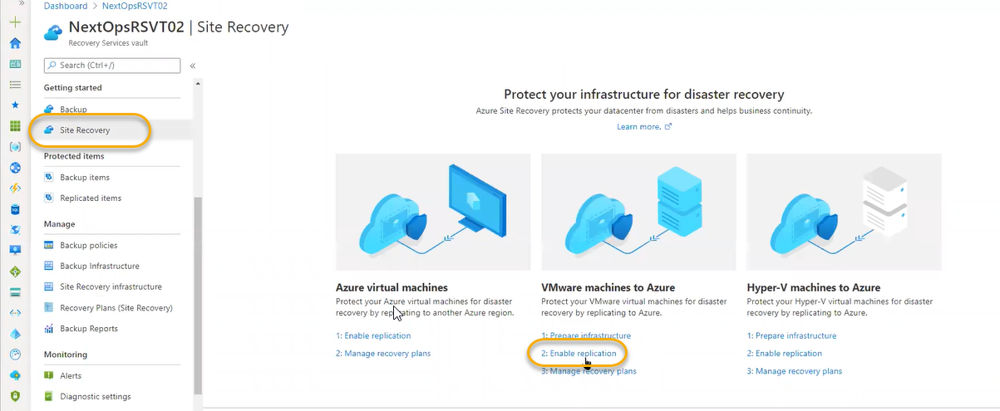 Dashboard > NextOpsRSVT02
NextOpsRSVT02 | Site Recovery
Recovery Services vault
Search (Ctrl+/)
Getting started
Backup
Site Recovery
Protected items
Backup items
Replicated items
Manage
Backup policies
Backup Infrastructure
Site Recovery infrastructure
Recovery Plans (Site Recovery)
Backup Reports
Monitoring
Alerts
Diagnostic settings
Protect your infrastructure for disaster recovery
Azure Site Recovery protects your datacenter from disasters and helps business continuity.
Learn more.
Azure virtual machines
Protect your Azure virtual machines for disaster
recovery by replicating to another Azure region.
1: Enable replication
2: Manage recovery plans
VMware machines to Azure
Protect your VMware virtual machines for disaster
recovery by replicating to Azure.
1: Prepare infrastructure
2: Enable replication
3: Manage recovery plans
Hyper-V machines to Azure
Protect your Hyper-V virtual machines for disaster
recovery by replicating to Azure.
1: Prepare infrastructure
2: Enable replication
3: Manage recovery plans